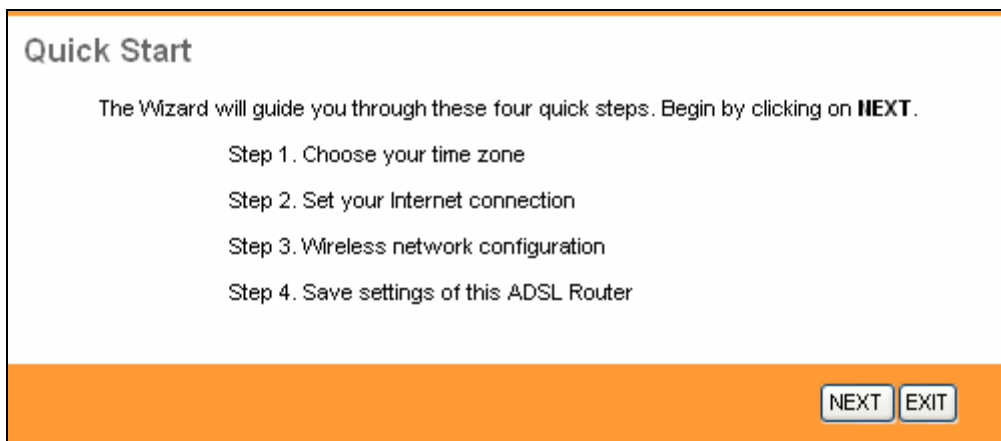 Quick Start
The Wizard will guide you through these four quick steps. Begin by clicking on NEXT.
Step 1. Choose your time zone
Step 2. Set your Internet connection
Step 3. Wireless network configuration
Step 4. Save settings of this ADSL Router
NEXT EXIT